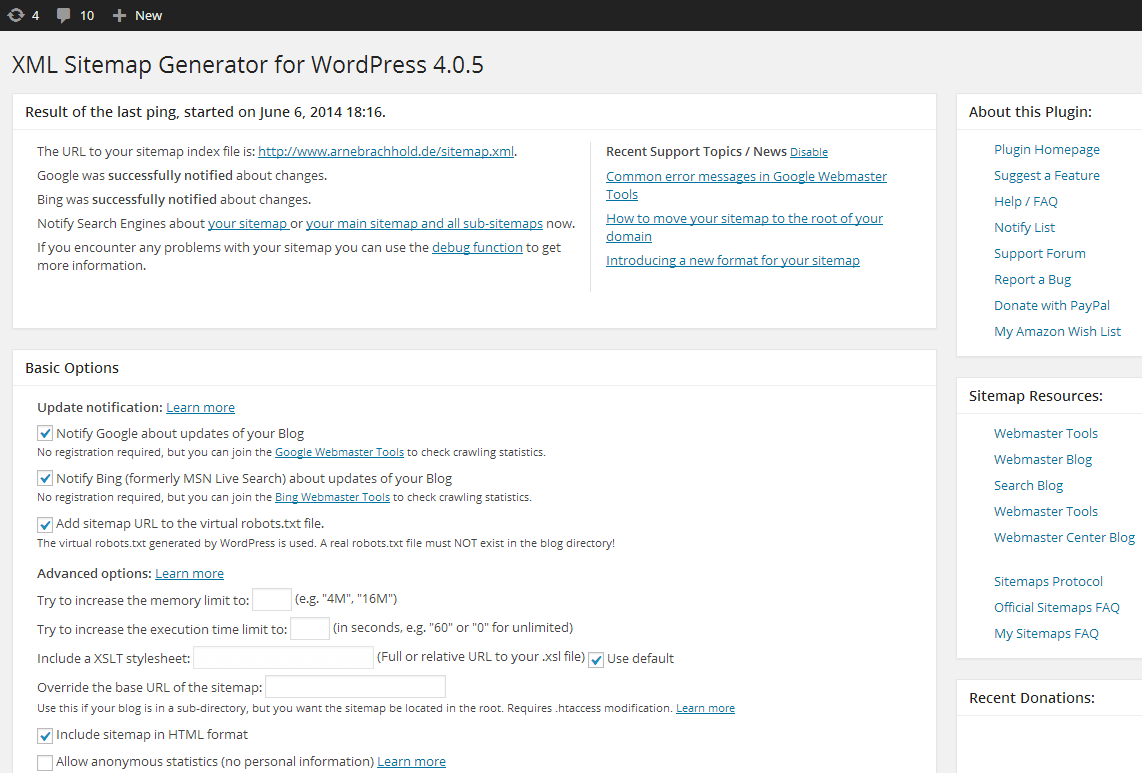 4 10 New
XML Sitemap Generator for WordPress 4.0.5
Result of the last ping, started on June 6, 2014 18:16.
The URL to your sitemap index file is: http://www.arnebrachhold.de/sitemap.xml.
Google was successfully notified about changes.
Bing was successfully notified about changes.
Notify Search Engines about your sitemap or your main sitemap and all sub-sitemaps now.
If you encounter any problems with your sitemap you can use the debug function to get
more information.
Recent Support Topics / News Disable
Common error messages in Google Webmaster
Tools
How to move your sitemap to the root of your
domain
Introducing a new format for your sitemap
Basic Options
Update notification: Learn more
Notify Google about updates of your Blog
No registration required, but you can join the Google Webmaster Tools to check crawling statistics.
Notify Bing (formerly MSN Live Search) about updates of your Blog
No registration required, but you can join the Bing Webmaster Tools to check crawling statistics.
Add sitemap URL to the virtual robots.txt file.
The virtual robots.txt generated by WordPress is used. A real robots.txt file must NOT exist in the blog directory!
Advanced options: Learn more
Try to increase the memory limit to: (e.g. "4M", "16M")
Try to increase the execution time limit to: (in seconds, e.g. "60" or "0" for unlimited)
Include a XSLT stylesheet: (Full or relative URL to your .xsl file) Use default
Override the base URL of the sitemap:
Use this if your blog is in a sub-directory, but you want the sitemap be located in the root. Requires .htaccess modification. Learn more
Include sitemap in HTML format
Allow anonymous statistics (no personal information) Learn more
About this Plugin:
Plugin Homepage
Suggest a Feature
Help / FAQ
Notify List
Support Forum
Report a Bug
Donate with PayPal
My Amazon Wish List
Sitemap Resources:
Webmaster Tools
Webmaster Blog
Search Blog
Webmaster Tools
Webmaster Center Blog
Sitemaps Protocol
Official Sitemaps FAQ
My Sitemaps FAQ
Recent Donations: